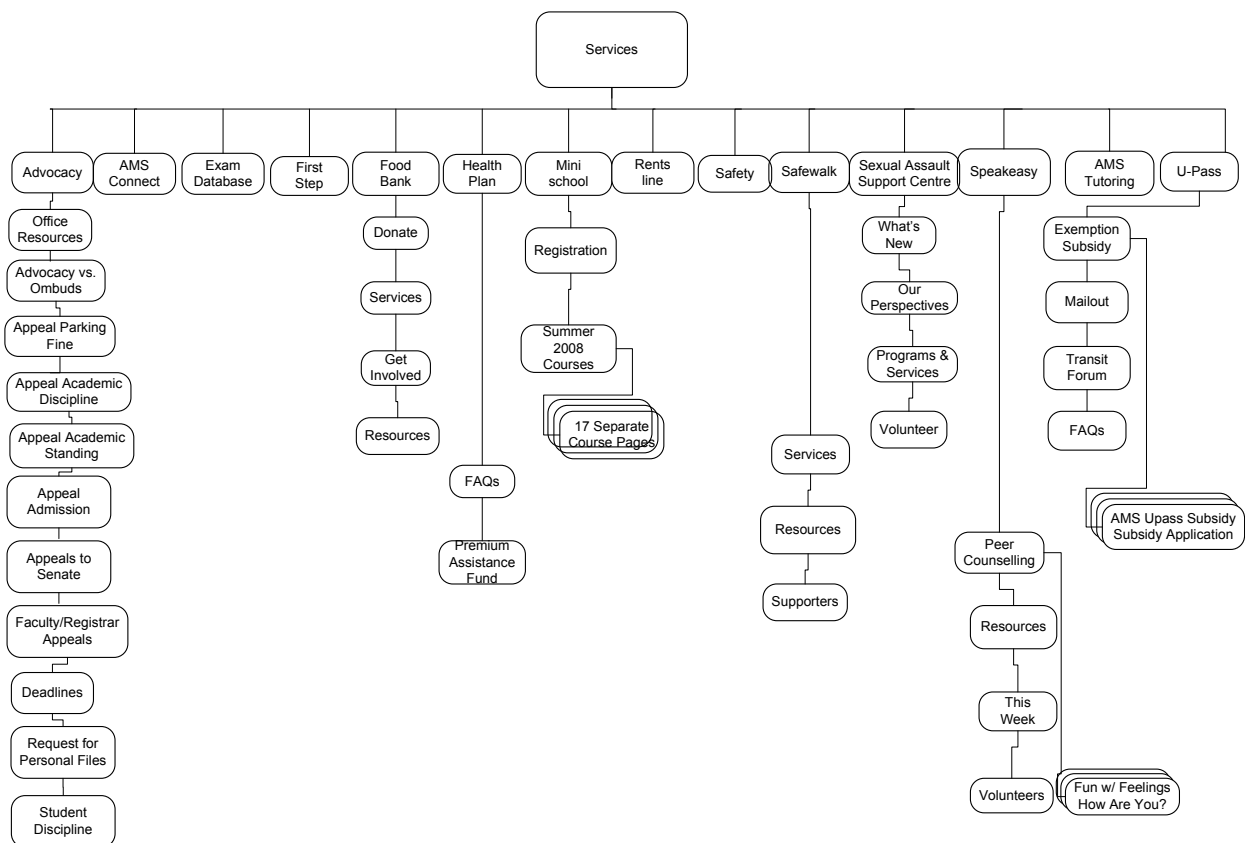 Services
Advocacy
AMS
Connect
Exam
Database
First
Step
Food
Bank
Health
Plan
Mini
school
Rents
line
Safety
Safewalk
Sexual Assault
Support Centre
Speakeasy
AMS
Tutoring
U-Pass
Office
Resources
Advocacy vs.
Ombuds
Appeal Parking
Fine
Appeal Academic
Discipline
Appeal Academic
Standing
Appeal
Admission
Appeals to
Senate
Faculty/Registrar
Appeals
Deadlines
Request for
Personal Files
Student
Discipline
Donate
Services
Get
Involved
Resources
FAQs
Premium
Assistance
Fund
Registration
Summer
2008
Courses
17 Separate
Course Pages
Services
Resources
Supporters
What's
New
Our
Perspectives
Programs &
Services
Volunteer
Peer
Counselling
Resources
This
Week
Volunteers
Fun w/ Feelings
How Are You?
Exemption
Subsidy
Mailout
Transit
Forum
FAQs
AMS Upass Subsidy
Subsidy Application